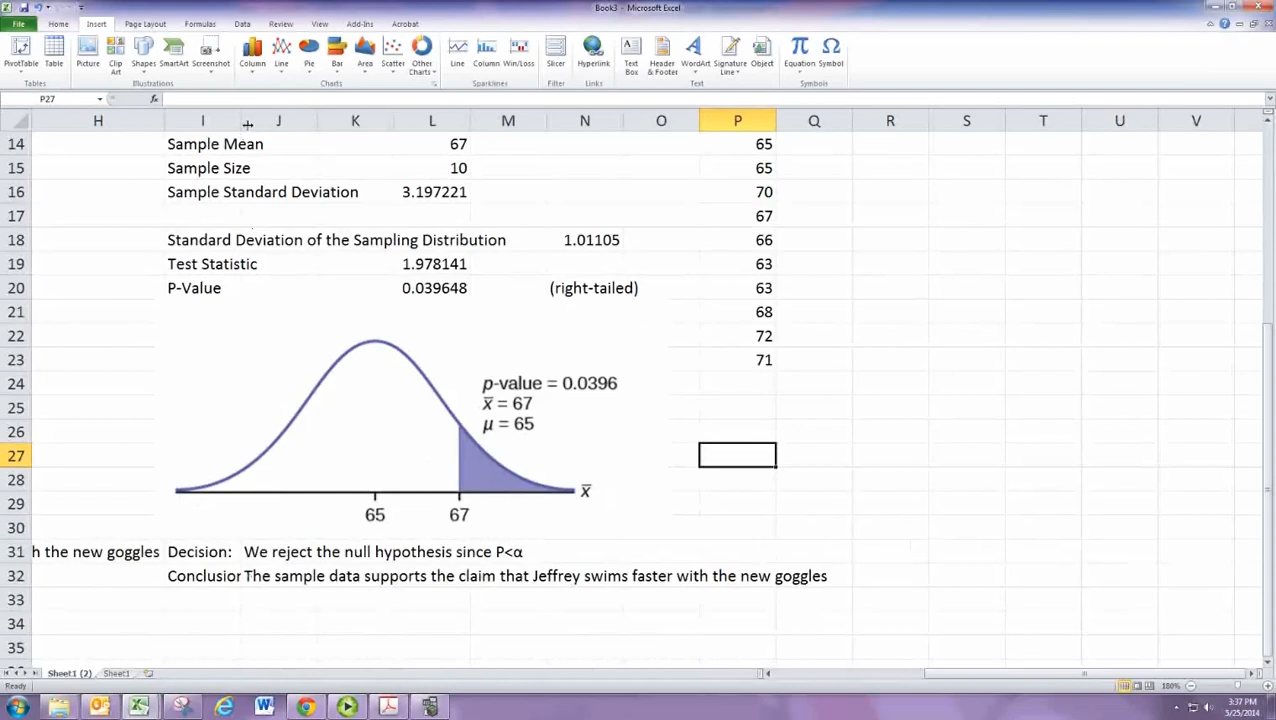 Book3 - Microsoft Excel
File Home Insert Page Layout Formulas Data Review View Add-Ins Acrobat
PivotTable Table Picture Clip Art Shapes SmartArt Screenshot Column Line Pie Bar Area Scatter Other Charts Line Column Win/Loss Slicer Hyperlink Text Box Header & Footer WordArt Signature Line Object Equation Symbol
Tables Illustrations Charts Sparklines Filter Links Text Symbols
P27 fx
H I J K L M N O P Q R S T U V
14 Sample Mean 67 65
15 Sample Size 10 65
16 Sample Standard Deviation 3.197221 70
17 67
18 Standard Deviation of the Sampling Distribution 1.01105 66
19 Test Statistic 1.978141 63
20 P-Value 0.039648 (right-tailed) 63
21 68
22 72
23 71
24
25
26
27
28
29
30
p-value = 0.0396
x̅ = 67
μ = 65
x̅
65 67
31 h the new goggles Decision: We reject the null hypothesis since P<α
32 Conclusior The sample data supports the claim that Jeffrey swims faster with the new goggles
33
34
35
Sheet1 (2) Sheet1
Ready 180%
3:37 PM
5/25/2014